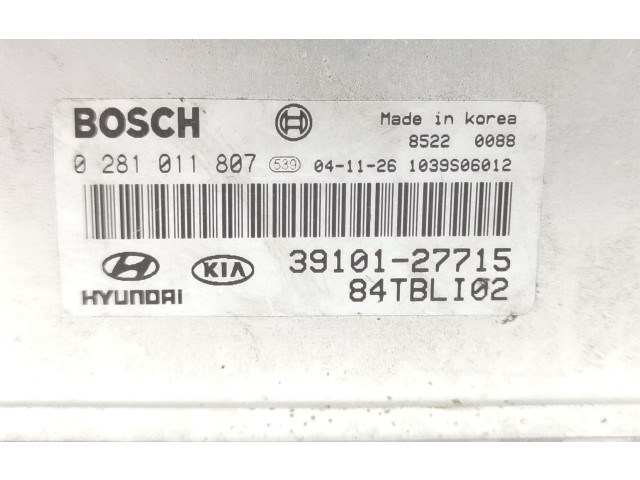 BOSCH Made in Korea
8522 0088
0 281 011 807 539 04-11-26 1039S06012
HYUNDAI KIA 39101-27715
84TBLI02